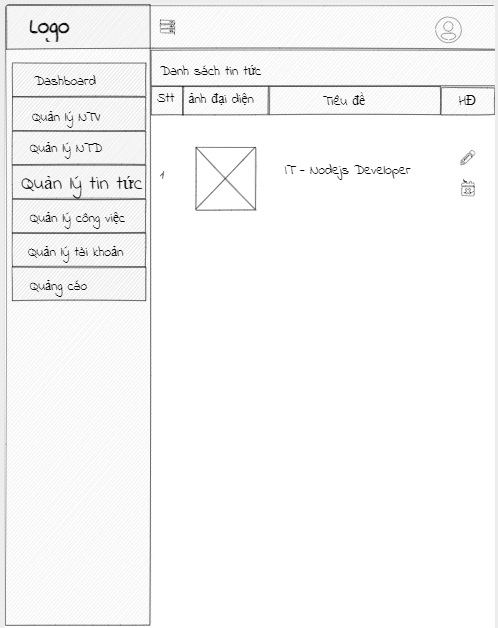 Logo
Dashboard
Quản lý NTV
Quản lý NTD
Quản lý tin tức
Quản lý công việc
Quản lý tài khoản
Quảng cáo
Danh sách tin tức
Stt ảnh đại diện Tiêu đề HĐ
1 IT - Nodejs Developer
23